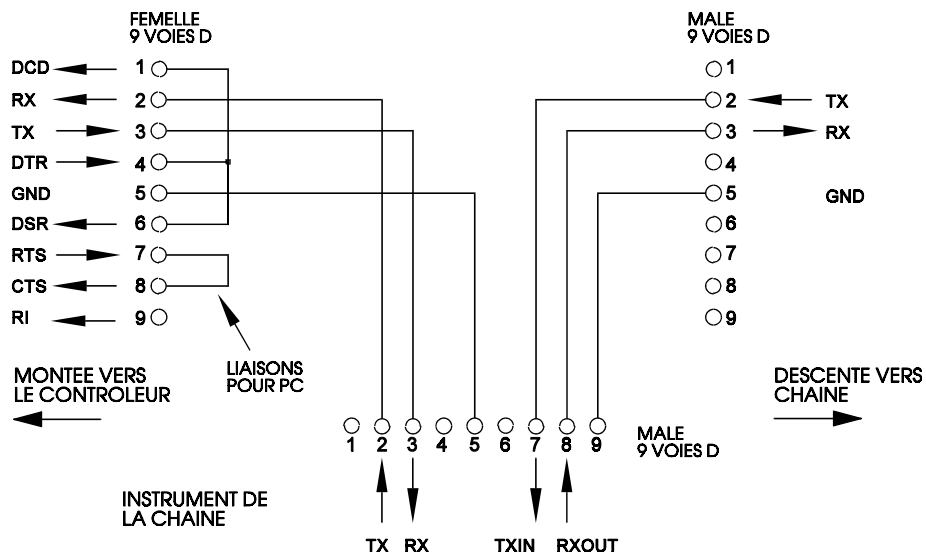 FEMELLE
9 VOIES D
MALE
9 VOIES D
DCD 1
RX 2
TX 3
DTR 4
GND 5
DSR 6
RTS 7
CTS 8
RI 9
1
2 TX
3 RX
4
5 GND
6
7
8
9
LIAISONS
POUR PC
MONTEE VERS
LE CONTROLEUR
DESCENTE VERS
CHAINE
1 2 3 4 5 6 7 8 9
MALE
9 VOIES D
INSTRUMENT DE
LA CHAINE
TX RX TXIN RXOUT